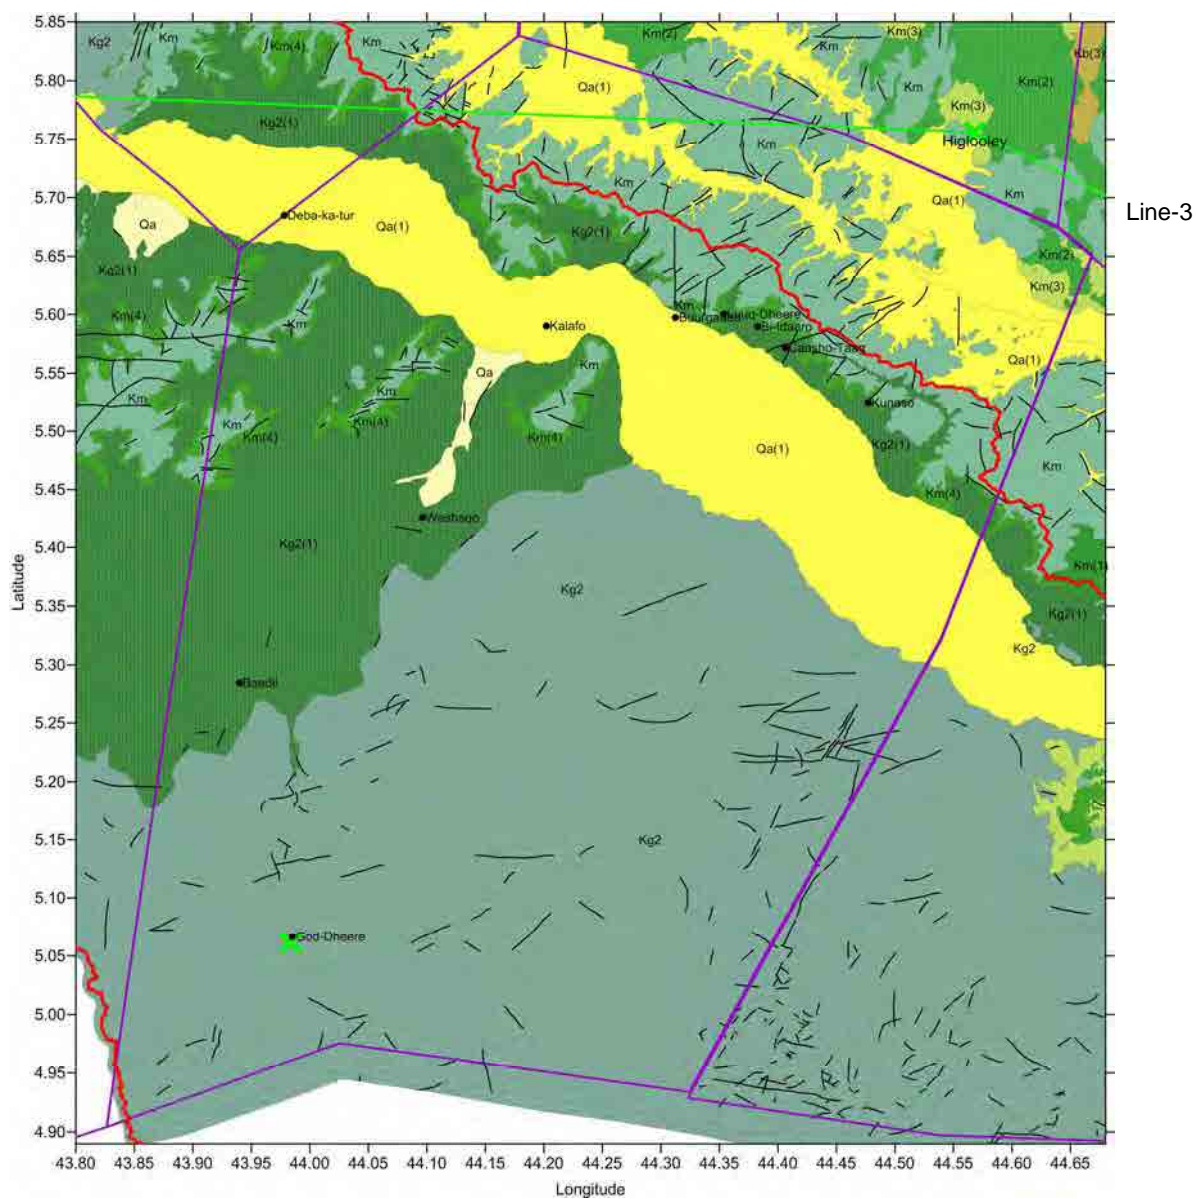 5.85
Kg2
Km
Km(4)
Km
Km(2)
Km
Km(3)
Kb(3)
5.80
Qa(1)
Km
Km(2)
Km(3)
5.75
Kg2(1)
Km
Higlooley
5.70
Km
Km
Qa(1)
Line-3
Qa
Deba-ka-tur
Qa(1)
Kg2(1)
5.65
Kg2(1)
Km(2)
Km(3)
5.60
Km(4)
Km
Kalafo
Km
5.55
Qa
Km
Qa(1)
Km
Km
Kunaso
5.50
Km
Km(4)
Km(4)
Km(4)
Qa(1)
Kg2(1)
Km
5.45
Km(4)
Washago
5.40
Kg2(1)
Km(1)
5.35
Kg2
Kg2(1)
5.30
Kg2
5.25
5.20
5.15
Kg2
5.10
God-Dheere
5.05
5.00
4.95
4.90
43.80 43.85 43.90 43.95 44.00 44.05 44.10 44.15 44.20 44.25 44.30 44.35 44.40 44.45 44.50 44.55 44.60 44.65
Longitude
Latitude